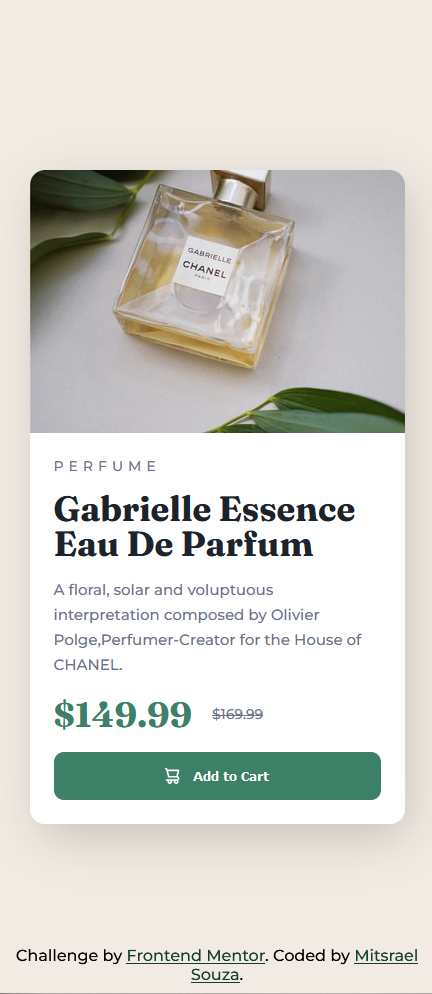 GABRIELLE
CHANEL
PARIS
PERFUME
Gabrielle Essence
Eau De Parfum
A floral, solar and voluptuous
interpretation composed by Olivier
Polge,Perfumer-Creator for the House of
CHANEL.
$149.99 $169.99
Add to Cart
Challenge by Frontend Mentor. Coded by Mitsrael
Souza.